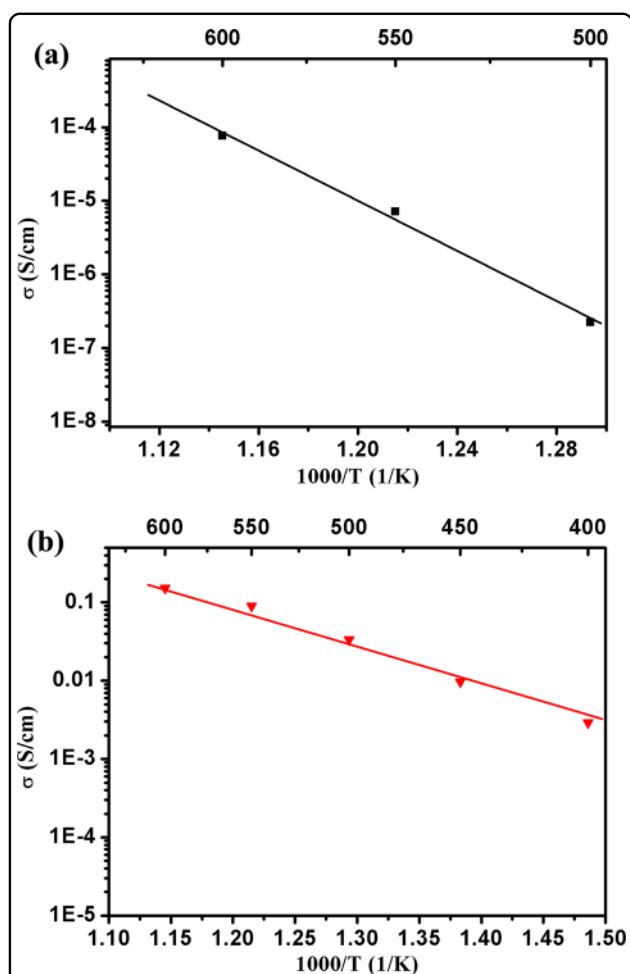 (a)
600 550 500
1E-4
1E-5
1E-6
1E-7
1E-8
σ (S/cm)
1.12 1.16 1.20 1.24 1.28
1000/T (1/K)
(b)
600 550 500 450 400
0.1
0.01
1E-3
1E-4
1E-5
σ (S/cm)
1.10 1.15 1.20 1.25 1.30 1.35 1.40 1.45 1.50
1000/T (1/K)